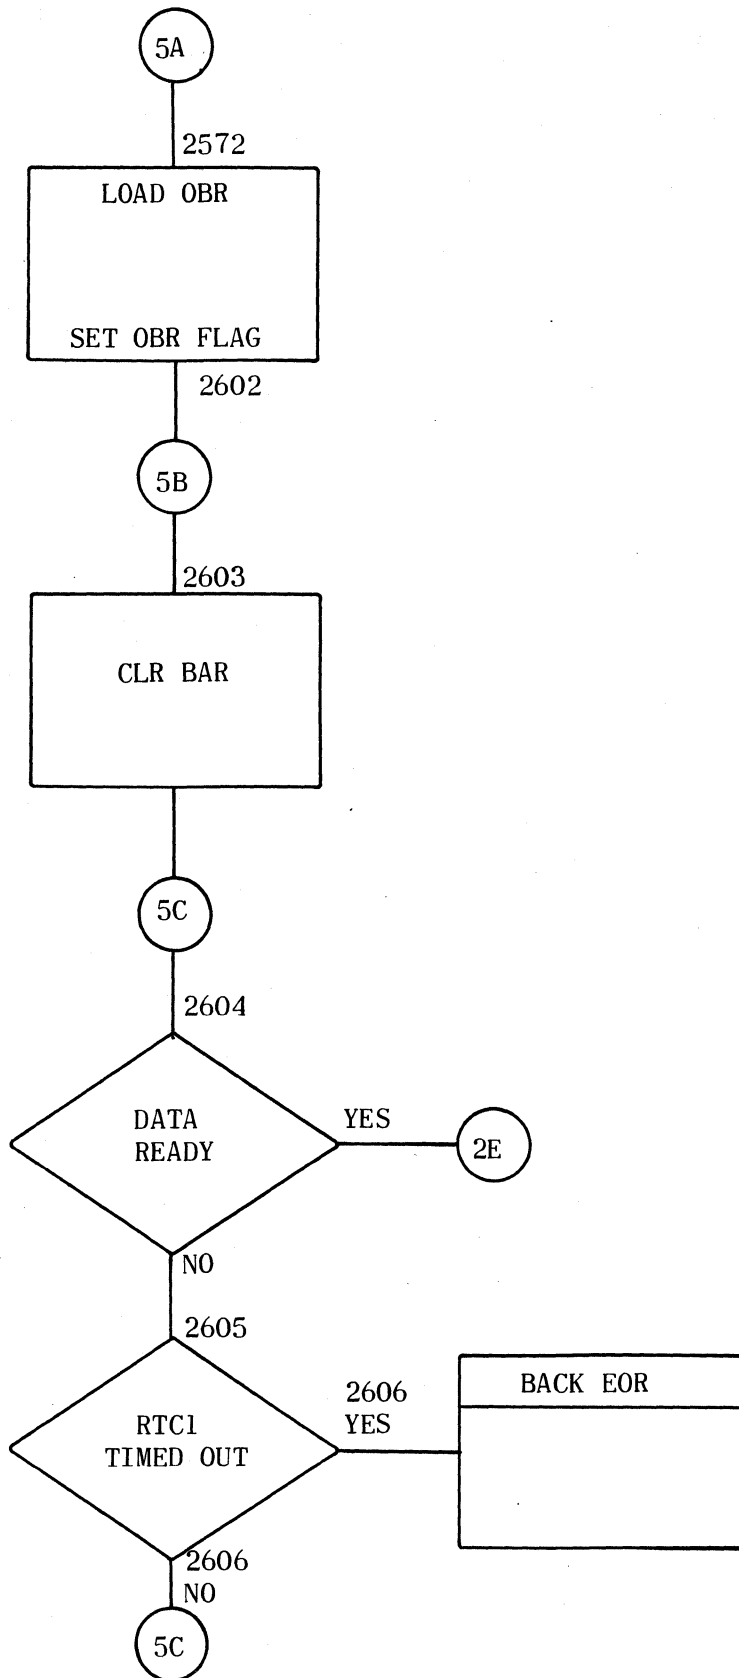 5A
2572
LOAD OBR
SET OBR FLAG
2602
5B
2603
CLR BAR
5C
2604
DATA
READY
YES
2E
NO
2605
RTC1
TIMED OUT
2606
YES
BACK EOR
2606
NO
5C